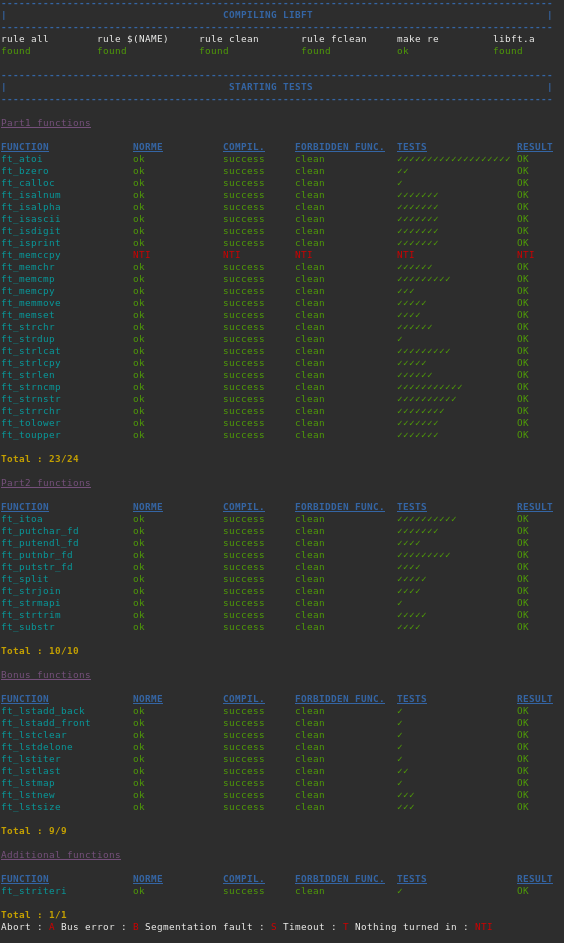 COMPILING LIBFT
rule all rule $(NAME) rule clean rule fclean make re libft.a
found found found found ok found
STARTING TESTS
Part1 functions
FUNCTION NORME COMPIL. FORBIDDEN FUNC. TESTS RESULT
ft_atoi ok success clean ✓✓✓✓✓✓✓✓✓✓✓✓✓✓✓✓✓✓✓ OK
ft_bzero ok success clean ✓✓ OK
ft_calloc ok success clean ✓ OK
ft_isalnum ok success clean ✓✓✓✓✓✓✓ OK
ft_isalpha ok success clean ✓✓✓✓✓✓✓ OK
ft_isascii ok success clean ✓✓✓✓✓✓✓ OK
ft_isdigit ok success clean ✓✓✓✓✓✓✓ OK
ft_isprint ok success clean ✓✓✓✓✓✓✓ OK
ft_memccpy NTI NTI NTI NTI NTI
ft_memchr ok success clean ✓✓✓✓✓✓ OK
ft_memcmp ok success clean ✓✓✓✓✓✓✓✓✓ OK
ft_memcpy ok success clean ✓✓✓ OK
ft_memmove ok success clean ✓✓✓✓✓ OK
ft_memset ok success clean ✓✓✓✓ OK
ft_strchr ok success clean ✓✓✓✓✓✓ OK
ft_strdup ok success clean ✓ OK
ft_strlcat ok success clean ✓✓✓✓✓✓✓✓✓ OK
ft_strlcpy ok success clean ✓✓✓✓✓ OK
ft_strlen ok success clean ✓✓✓✓✓✓ OK
ft_strncmp ok success clean ✓✓✓✓✓✓✓✓✓✓✓ OK
ft_strnstr ok success clean ✓✓✓✓✓✓✓✓✓✓ OK
ft_strrchr ok success clean ✓✓✓✓✓✓✓✓ OK
ft_tolower ok success clean ✓✓✓✓✓✓✓ OK
ft_toupper ok success clean ✓✓✓✓✓✓✓ OK
Total : 23/24
Part2 functions
FUNCTION NORME COMPIL. FORBIDDEN FUNC. TESTS RESULT
ft_itoa ok success clean ✓✓✓✓✓✓✓✓✓✓ OK
ft_putchar_fd ok success clean ✓✓✓✓✓✓✓ OK
ft_putendl_fd ok success clean ✓✓✓✓ OK
ft_putnbr_fd ok success clean ✓✓✓✓✓✓✓✓✓ OK
ft_putstr_fd ok success clean ✓✓✓✓ OK
ft_split ok success clean ✓✓✓✓✓ OK
ft_strjoin ok success clean ✓✓✓✓ OK
ft_strmapi ok success clean ✓ OK
ft_strtrim ok success clean ✓✓✓✓✓ OK
ft_substr ok success clean ✓✓✓✓ OK
Total : 10/10
Bonus functions
FUNCTION NORME COMPIL. FORBIDDEN FUNC. TESTS RESULT
ft_lstadd_back ok success clean ✓ OK
ft_lstadd_front ok success clean ✓ OK
ft_lstclear ok success clean ✓ OK
ft_lstdelone ok success clean ✓ OK
ft_lstiter ok success clean ✓ OK
ft_lstlast ok success clean ✓✓ OK
ft_lstmap ok success clean ✓ OK
ft_lstnew ok success clean ✓✓✓ OK
ft_lstsize ok success clean ✓✓✓ OK
Total : 9/9
Additional functions
FUNCTION NORME COMPIL. FORBIDDEN FUNC. TESTS RESULT
ft_striteri ok success clean ✓ OK
Total : 1/1
Abort : A Bus error : B Segmentation fault : S Timeout : T Nothing turned in : NTI